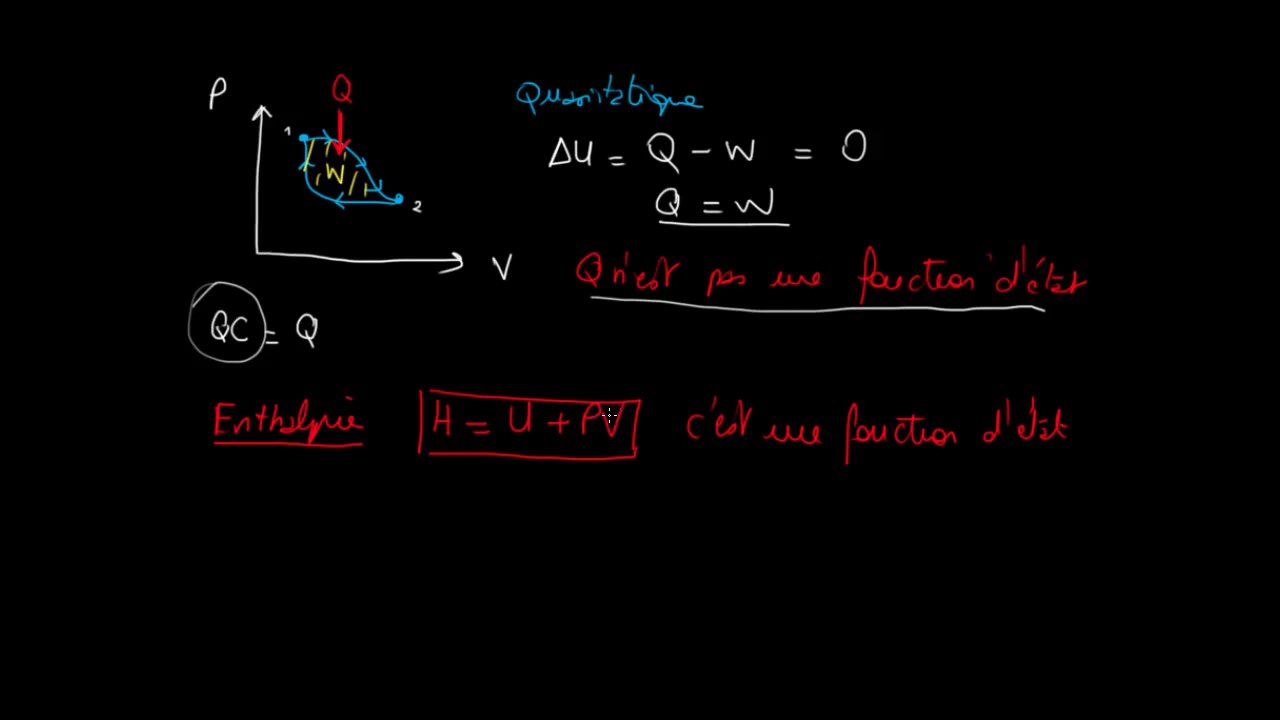 P
Q
Quasistatique
1
W
ΔU = Q - W = 0
2
Q = W
V
Q n'est pas une fonction d'état
QC = Q
Enthalpie H = U + PV c'est une fonction d'état